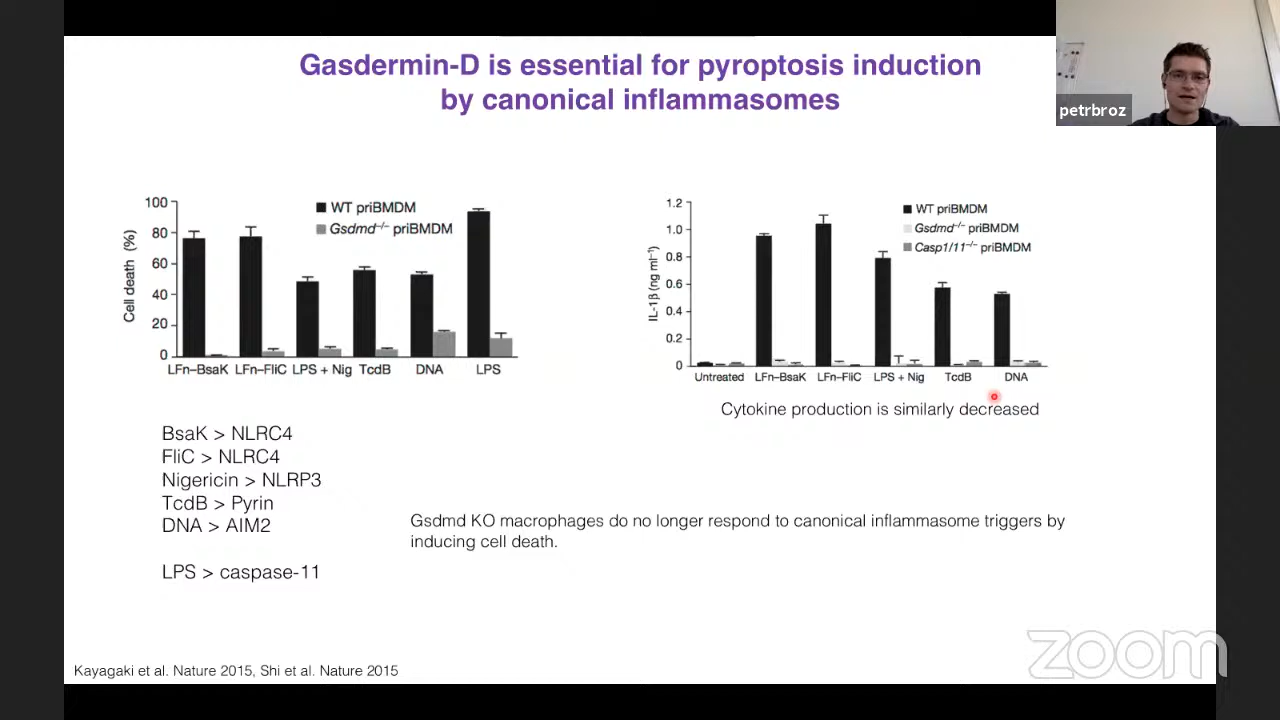 Gasdermin-D is essential for pyroptosis induction
by canonical inflammasomes
petrbroz
100
80
60
40
20
0
Cell death (%)
WT priBMDM
Gsdmd–/– priBMDM
LFn–BsaK LFn–FliC LPS + Nig TcdB DNA LPS
1.2
1.0
0.8
0.6
0.4
0.2
0
IL-1β (ng ml–1)
WT priBMDM
Gsdmd–/– priBMDM
Casp1/11–/– priBMDM
Untreated LFn–BsaK LFn–FliC LPS + Nig TcdB DNA
Cytokine production is similarly decreased
BsaK > NLRC4
FliC > NLRC4
Nigericin > NLRP3
TcdB > Pyrin
DNA > AIM2
LPS > caspase-11
Gsdmd KO macrophages do no longer respond to canonical inflammasome triggers by
inducing cell death.
Kayagaki et al. Nature 2015, Shi et al. Nature 2015
zoom